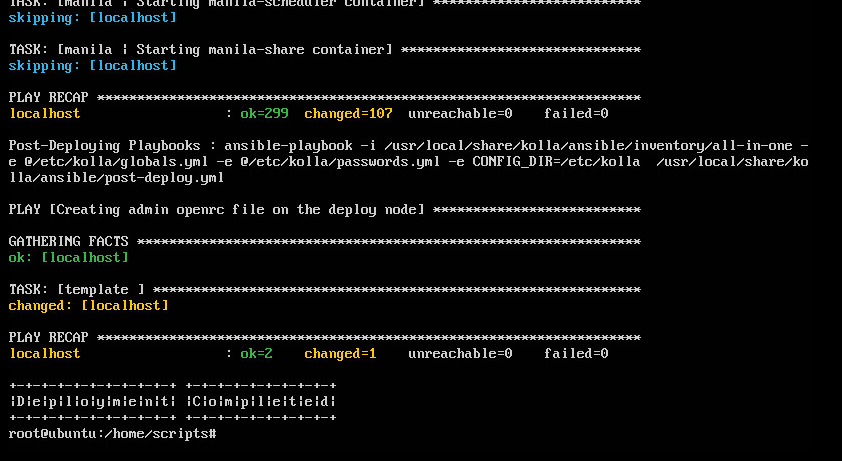 TASK: [manila | Starting manila-scheduler container] **************************
skipping: [localhost]
TASK: [manila | Starting manila-share container] ******************************
skipping: [localhost]
PLAY RECAP ********************************************************************
localhost                  : ok=299  changed=107  unreachable=0    failed=0
Post-Deploying Playbooks : ansible-playbook -i /usr/local/share/kolla/ansible/inventory/all-in-one -
e @/etc/kolla/globals.yml -e @/etc/kolla/passwords.yml -e CONFIG_DIR=/etc/kolla  /usr/local/share/ko
lla/ansible/post-deploy.yml
PLAY [Creating admin openrc file on the deploy node] **************************
GATHERING FACTS ***************************************************************
ok: [localhost]
TASK: [template ] *************************************************************
changed: [localhost]
PLAY RECAP ********************************************************************
localhost                  : ok=2    changed=1    unreachable=0    failed=0
+-+-+-+-+-+-+-+-+-+-+ +-+-+-+-+-+-+-+-+-+
|D|e|p|l|o|y|m|e|n|t| |C|o|m|p|l|e|t|e|d|
+-+-+-+-+-+-+-+-+-+-+ +-+-+-+-+-+-+-+-+-+
root@ubuntu:/home/scripts#